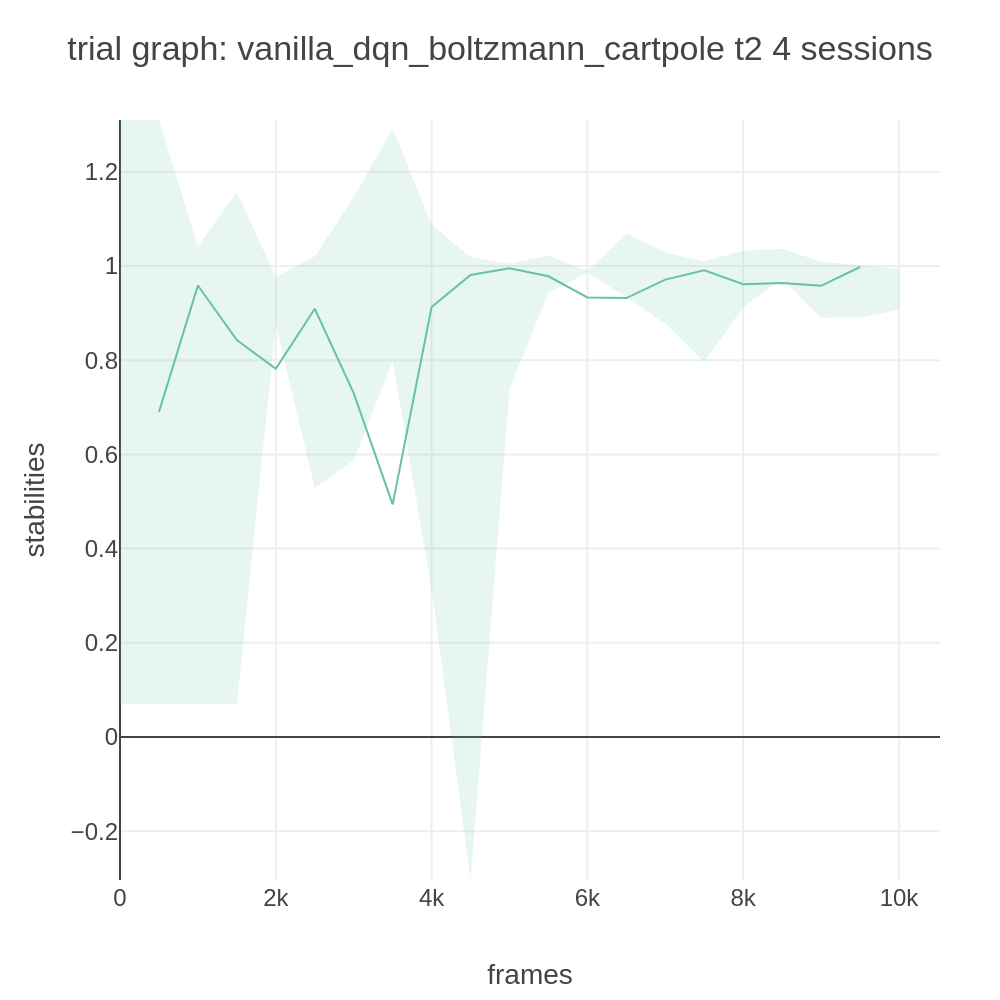 trial graph: vanilla_dqn_boltzmann_cartpole t2 4 sessions
stabilities
1.2
1
0.8
0.6
0.4
0.2
0
−0.2
0
2k
4k
6k
8k
10k
frames